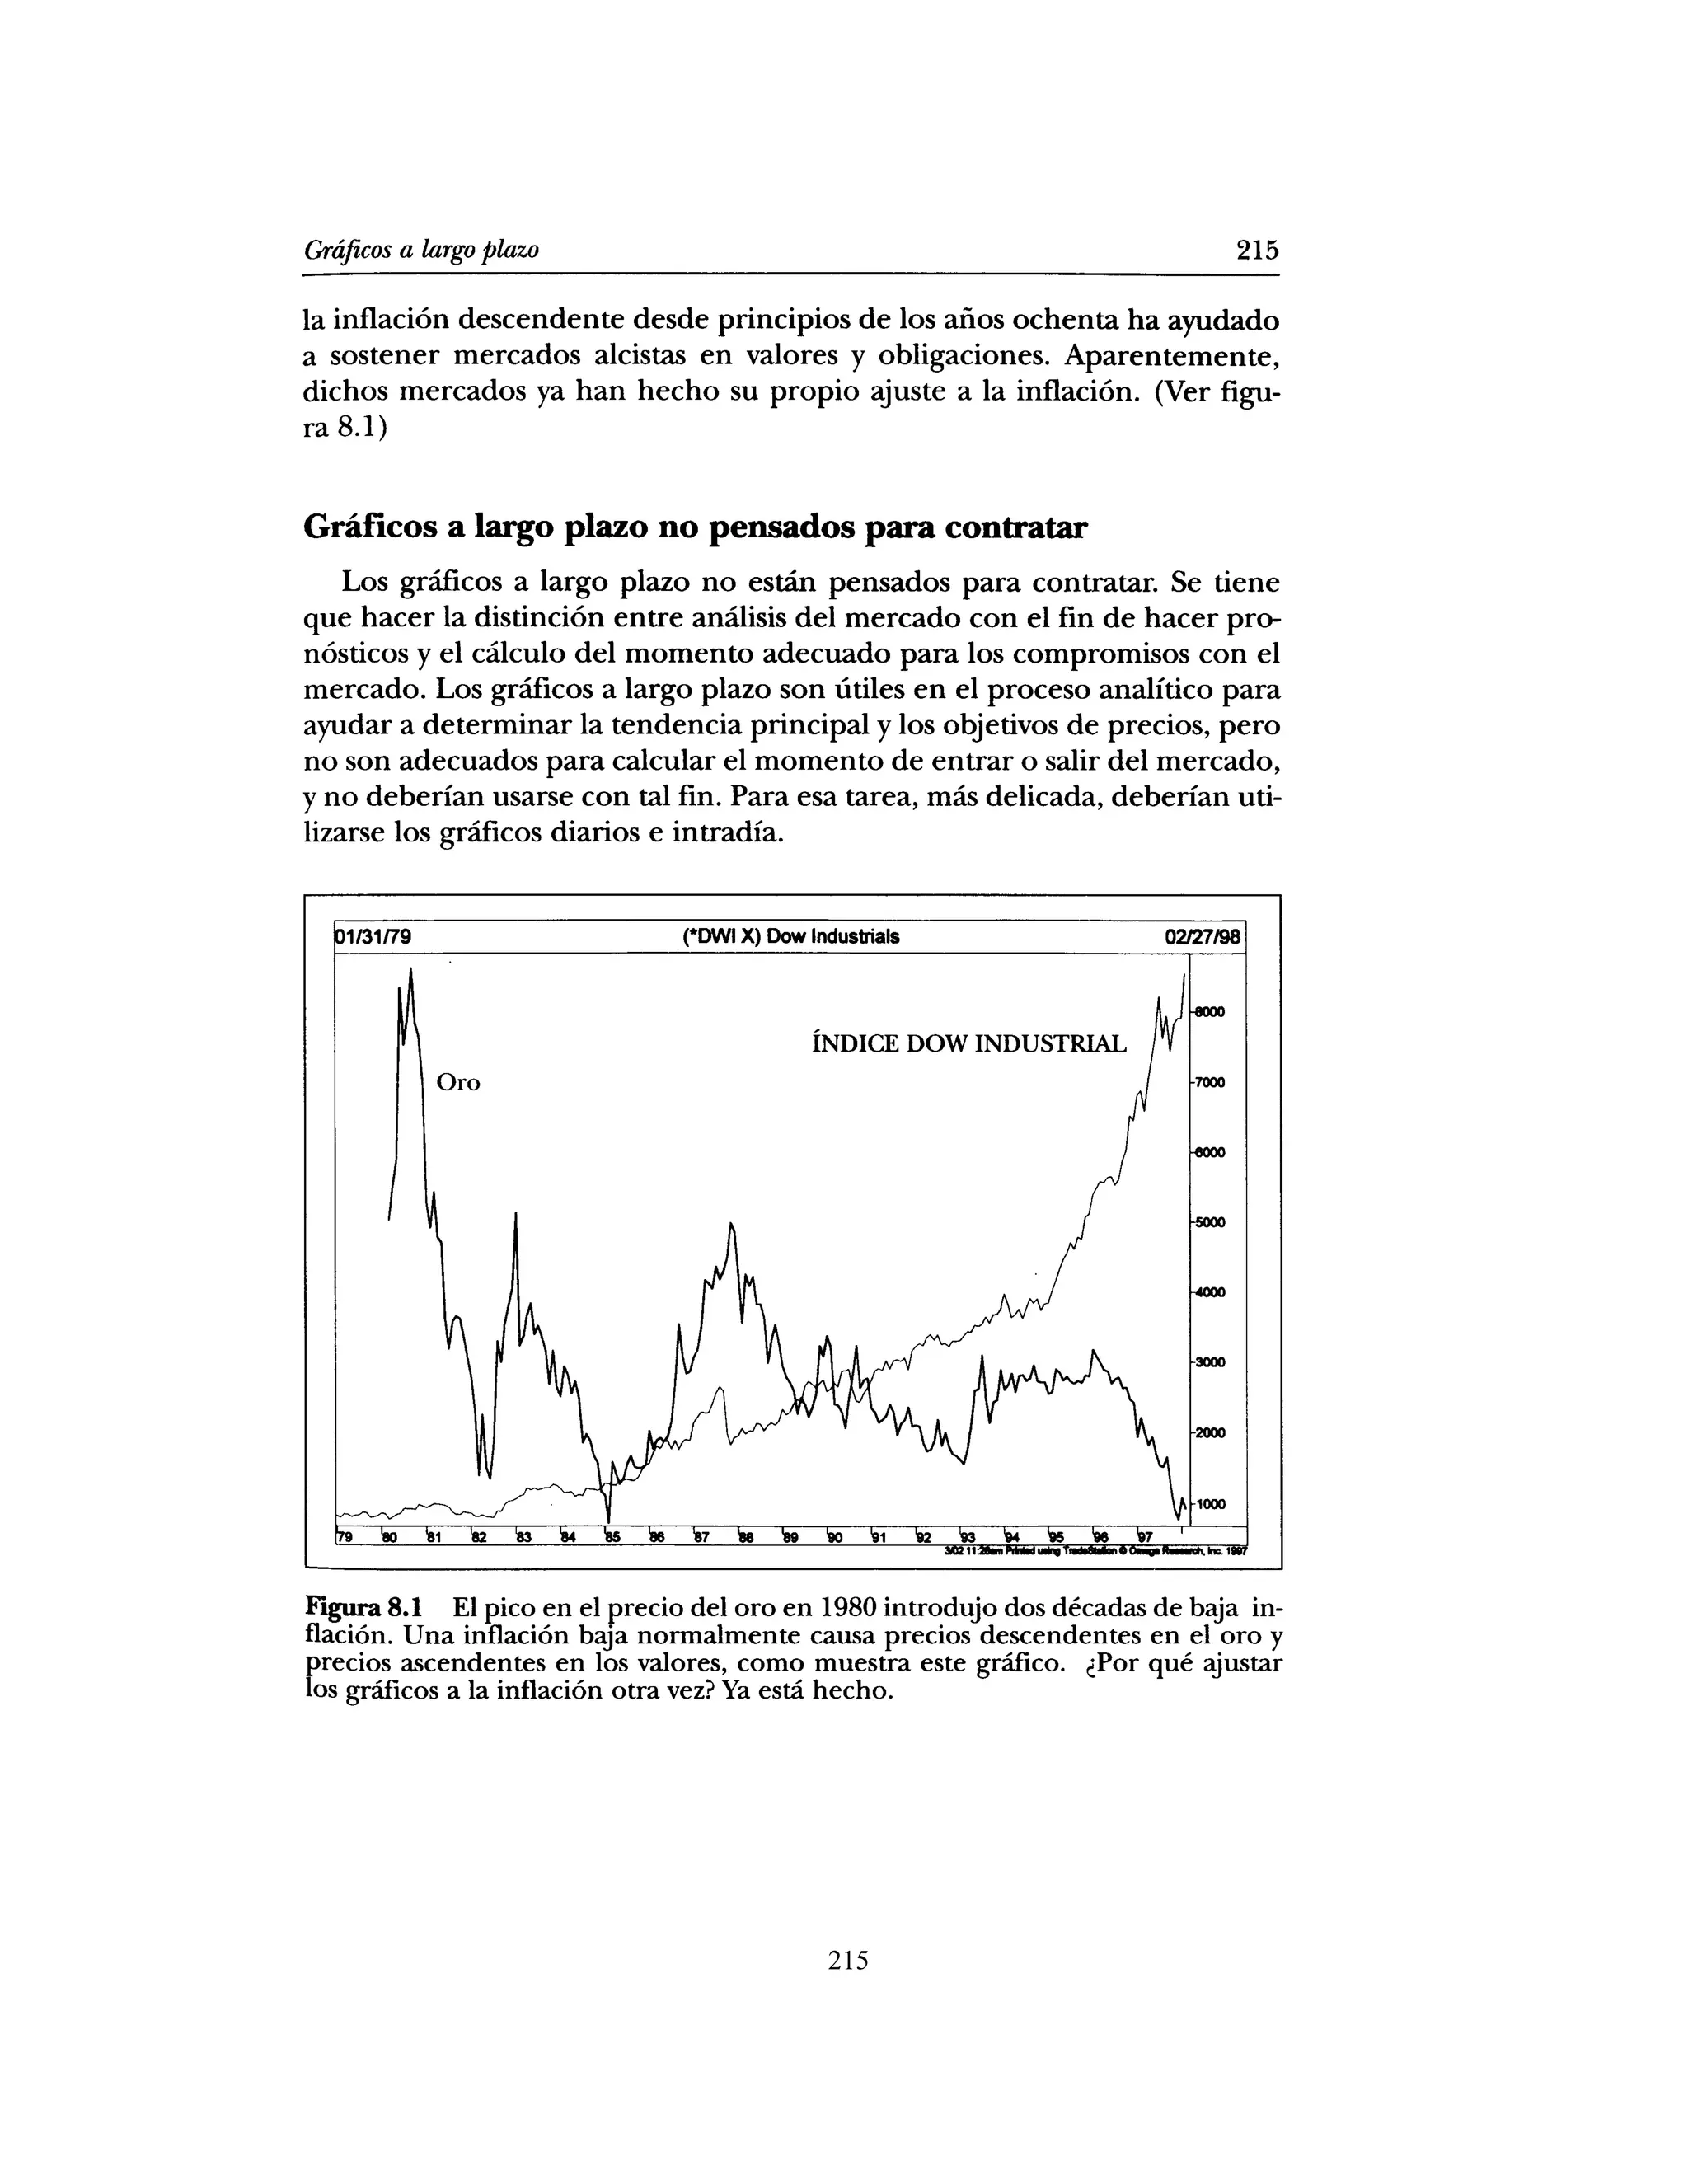 Gráficos a largo plazo 215
la inflación descendente desde principios de los años ochenta ha ayudado
a sostener mercados alcistas en valores y obligaciones. Aparentemente,
dichos mercados ya han hecho su propio ajuste a la inflación. (Ver figu-
ra 8.1)
Gráficos a largo plazo no pensados para contratar
Los gráficos a largo plazo no están pensados para contratar. Se tiene
que hacer la distinción entre análisis del mercado con el fin de hacer pro-
nósticos y el cálculo del momento adecuado para los compromisos con el
mercado. Los gráficos a largo plazo son útiles en el proceso analítico para
ayudar a determinar la tendencia principal y los objetivos de precios, pero
no son adecuados para calcular el momento de entrar o salir del mercado,
y no deberían usarse con tal fin. Para esa tarea, más delicada, deberían uti-
lizarse los gráficos diarios e intradía.
01/31/79 (*DWI X) Dow Industrials 02/27/98
8000
ÍNDICE DOW INDUSTRIAL
Oro
7000
6000
5000
4000
3000
2000
1000
'79 '80 '81 '82 '83 '84 '85 '86 '87 '88 '89 '90 '91 '92 '93 '94 '95 '96 '97
3/02 11:28am Printed using TradeStation © Omega Research, Inc. 1997
Figura 8.1 El pico en el precio del oro en 1980 introdujo dos décadas de baja in-
flación. Una inflación baja normalmente causa precios descendentes en el oro y
precios ascendentes en los valores, como muestra este gráfico. ¿Por qué ajustar
los gráficos a la inflación otra vez? Ya está hecho.
215